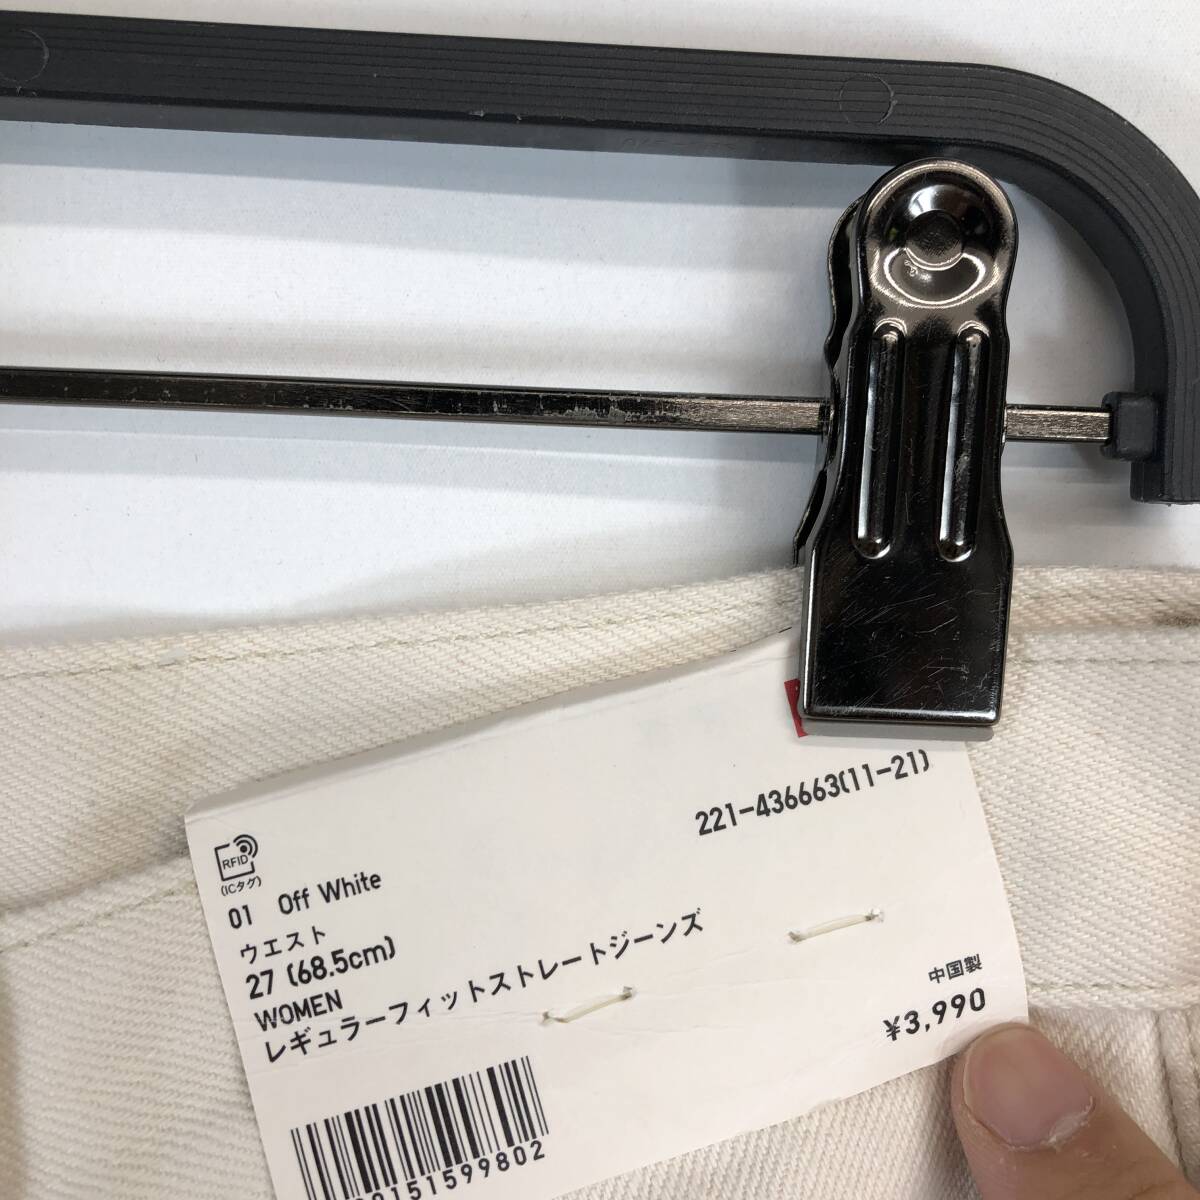 221-436663(11-21)
RFID
(ICタグ)
01 Off White
ウエスト
27 (68.5cm)
WOMEN
レギュラーフィットストレートジーンズ
中国製
¥3,990
0151599802